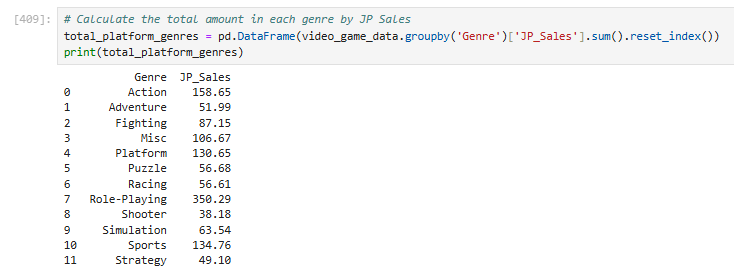 [409]: # Calculate the total amount in each genre by JP Sales
total_platform_genres = pd.DataFrame(video_game_data.groupby('Genre')['JP_Sales'].sum().reset_index())
print(total_platform_genres)
Genre JP_Sales
0 Action 158.65
1 Adventure 51.99
2 Fighting 87.15
3 Misc 106.67
4 Platform 130.65
5 Puzzle 56.68
6 Racing 56.61
7 Role-Playing 350.29
8 Shooter 38.18
9 Simulation 63.54
10 Sports 134.76
11 Strategy 49.10